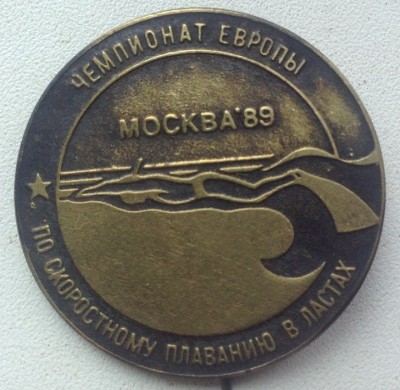 ЧЕМПИОНАТ ЕВРОПЫ
МОСКВА'89
ПО СКОРОСТНОМУ ПЛАВАНИЮ В ЛАСТАХ